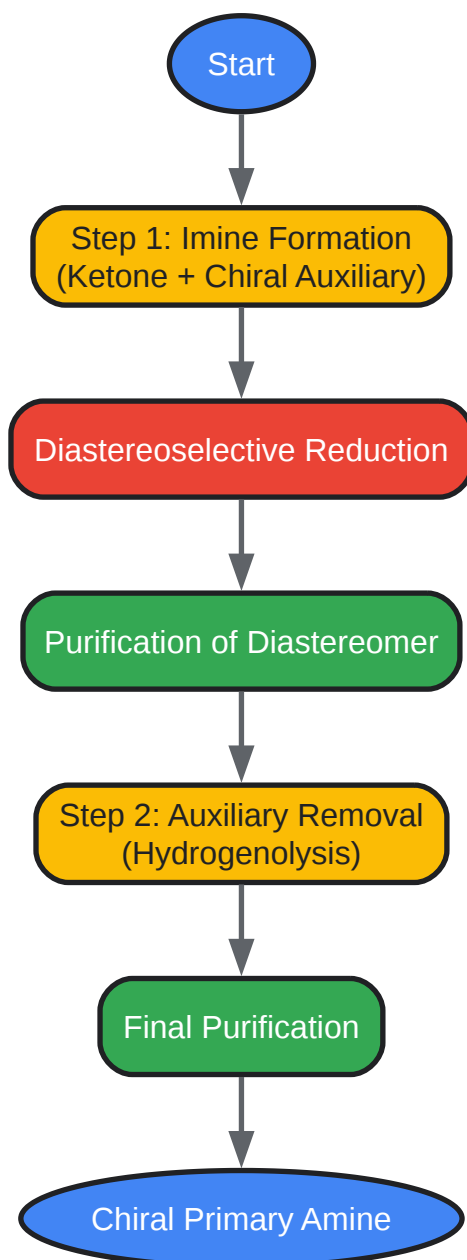 Start
Step 1: Imine Formation
(Ketone + Chiral Auxiliary)
Diastereoselective Reduction
Purification of Diastereomer
Step 2: Auxiliary Removal
(Hydrogenolysis)
Final Purification
Chiral Primary Amine